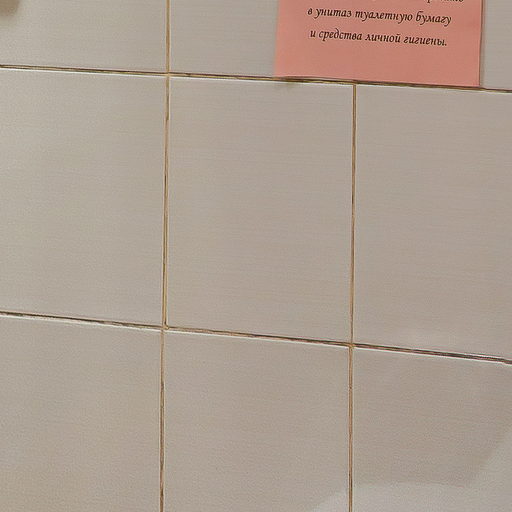 в унитаз туалетную бумагу
и средства личной гигиены.